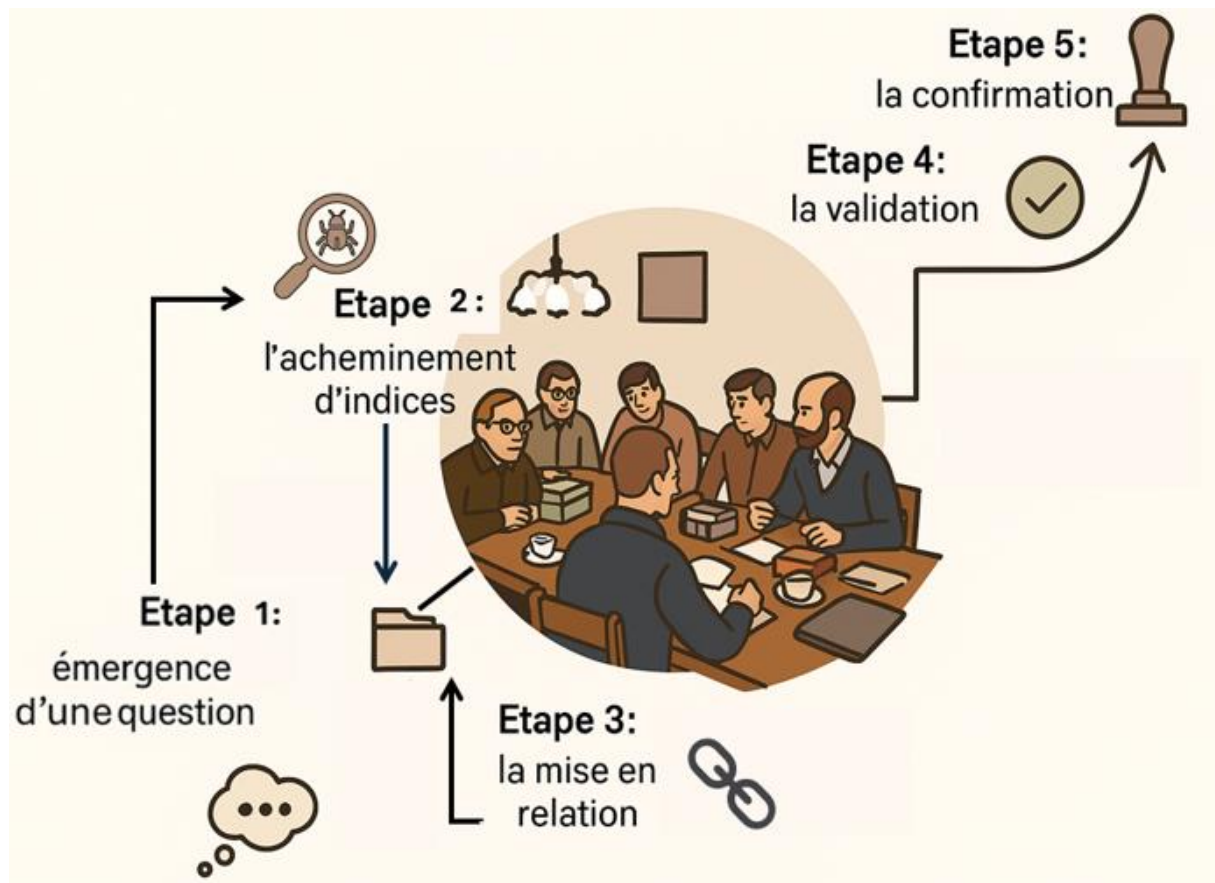 Etape 1:
émergence
d'une question
Etape 2:
l'acheminement
d'indices
Etape 3:
la mise en
relation
Etape 4:
la validation
Etape 5:
la confirmation